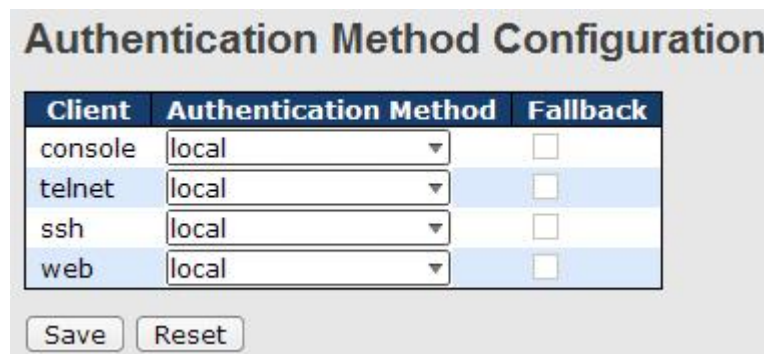 Authentication Method Configuration
Client Authentication Method Fallback
console local
telnet local
ssh local
web local
Save Reset